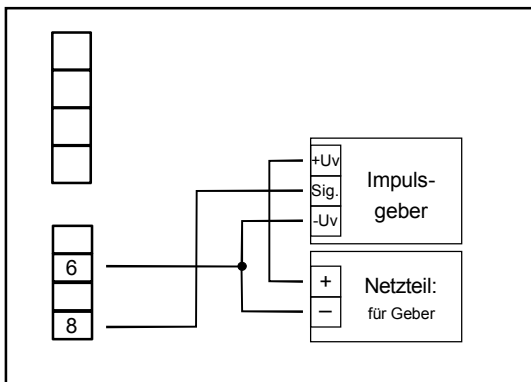 +Uv
Sig.
-Uv
Impuls-
geber
6
8
+
−
Netzteil:
für Geber